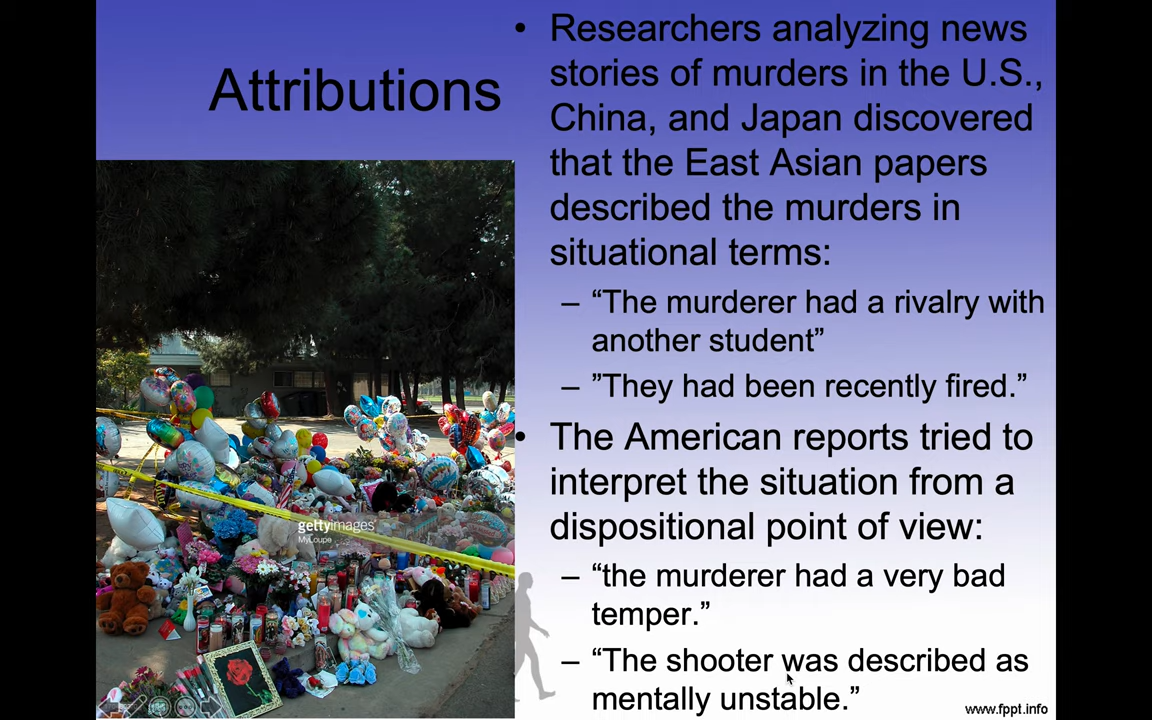 Attributions
• Researchers analyzing news
stories of murders in the U.S.,
China, and Japan discovered
that the East Asian papers
described the murders in
situational terms:
– “The murderer had a rivalry with
another student”
– ”They had been recently fired.”
• The American reports tried to
interpret the situation from a
dispositional point of view:
– “the murderer had a very bad
temper.”
– “The shooter was described as
mentally unstable.”
gettyimages
MyLoupe
www.fppt.info